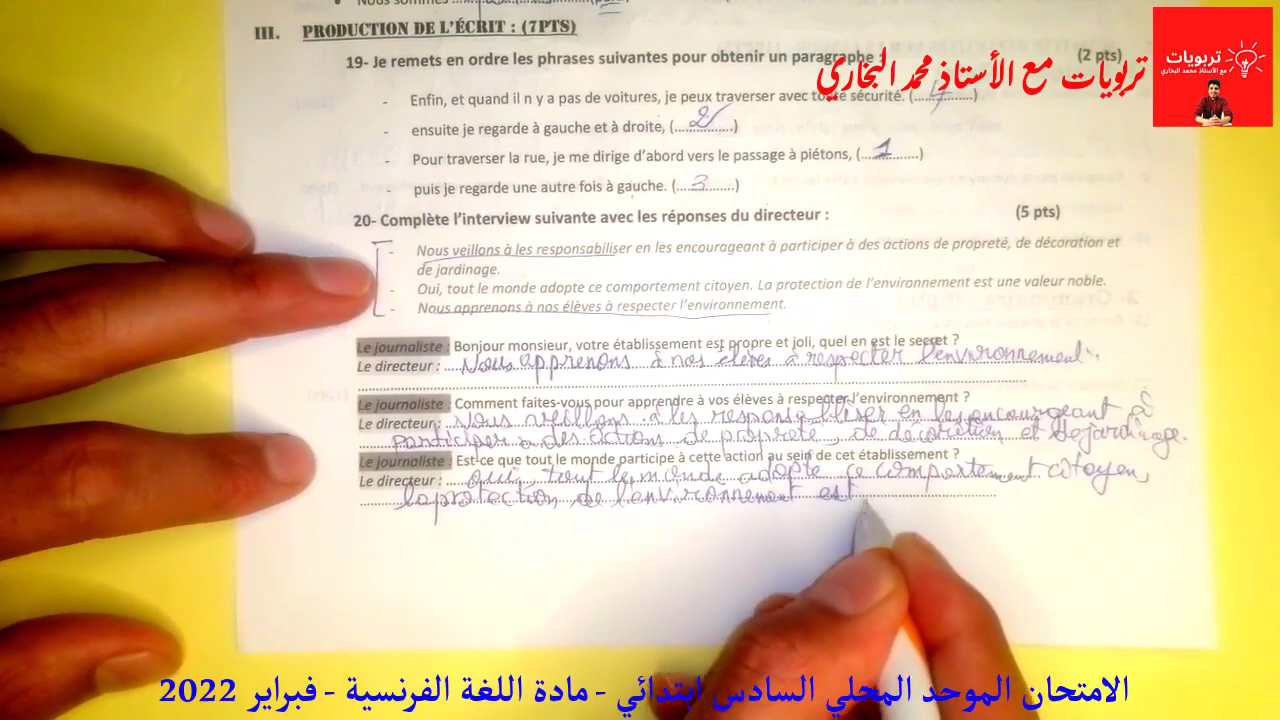 Nous sommes
III. PRODUCTION DE L'ÉCRIT : (7PTS)
19- Je remets en ordre les phrases suivantes pour obtenir un paragraphe : (2 pts)
تربويات مع الأستاذ محمد البخاري
تربويات
مع الأستاذ محمد البخاري
- Enfin, et quand il n y a pas de voitures, je peux traverser avec toute sécurité. (....4....)
- ensuite je regarde à gauche et à droite, (....2....)
- Pour traverser la rue, je me dirige d'abord vers le passage à piétons, (....1....)
- puis je regarde une autre fois à gauche. (....3....)
20- Complète l'interview suivante avec les réponses du directeur : (5 pts)
- Nous veillons à les responsabiliser en les encourageant à participer à des actions de propreté, de décoration et
de jardinage.
- Oui, tout le monde adopte ce comportement citoyen. La protection de l'environnement est une valeur noble.
- Nous apprenons à nos élèves à respecter l'environnement.
Le journaliste : Bonjour monsieur, votre établissement est propre et joli, quel en est le secret ?
Le directeur : Nous apprenons à nos élèves à respecter l'environnement.
Le journaliste : Comment faites-vous pour apprendre à vos élèves à respecter l'environnement ?
Le directeur : Nous veillons à les responsabiliser en les encourgeant à
participer à des actions de propreté, de décoration et de jardinage.
Le journaliste : Est-ce que tout le monde participe à cette action au sein de cet établissement ?
Le directeur : oui, tout le monde adopte ce comportement citoyen,
la protection de l'environnement est
الامتحان الموحد المحلي السادس ابتدائي - مادة اللغة الفرنسية - فبراير 2022